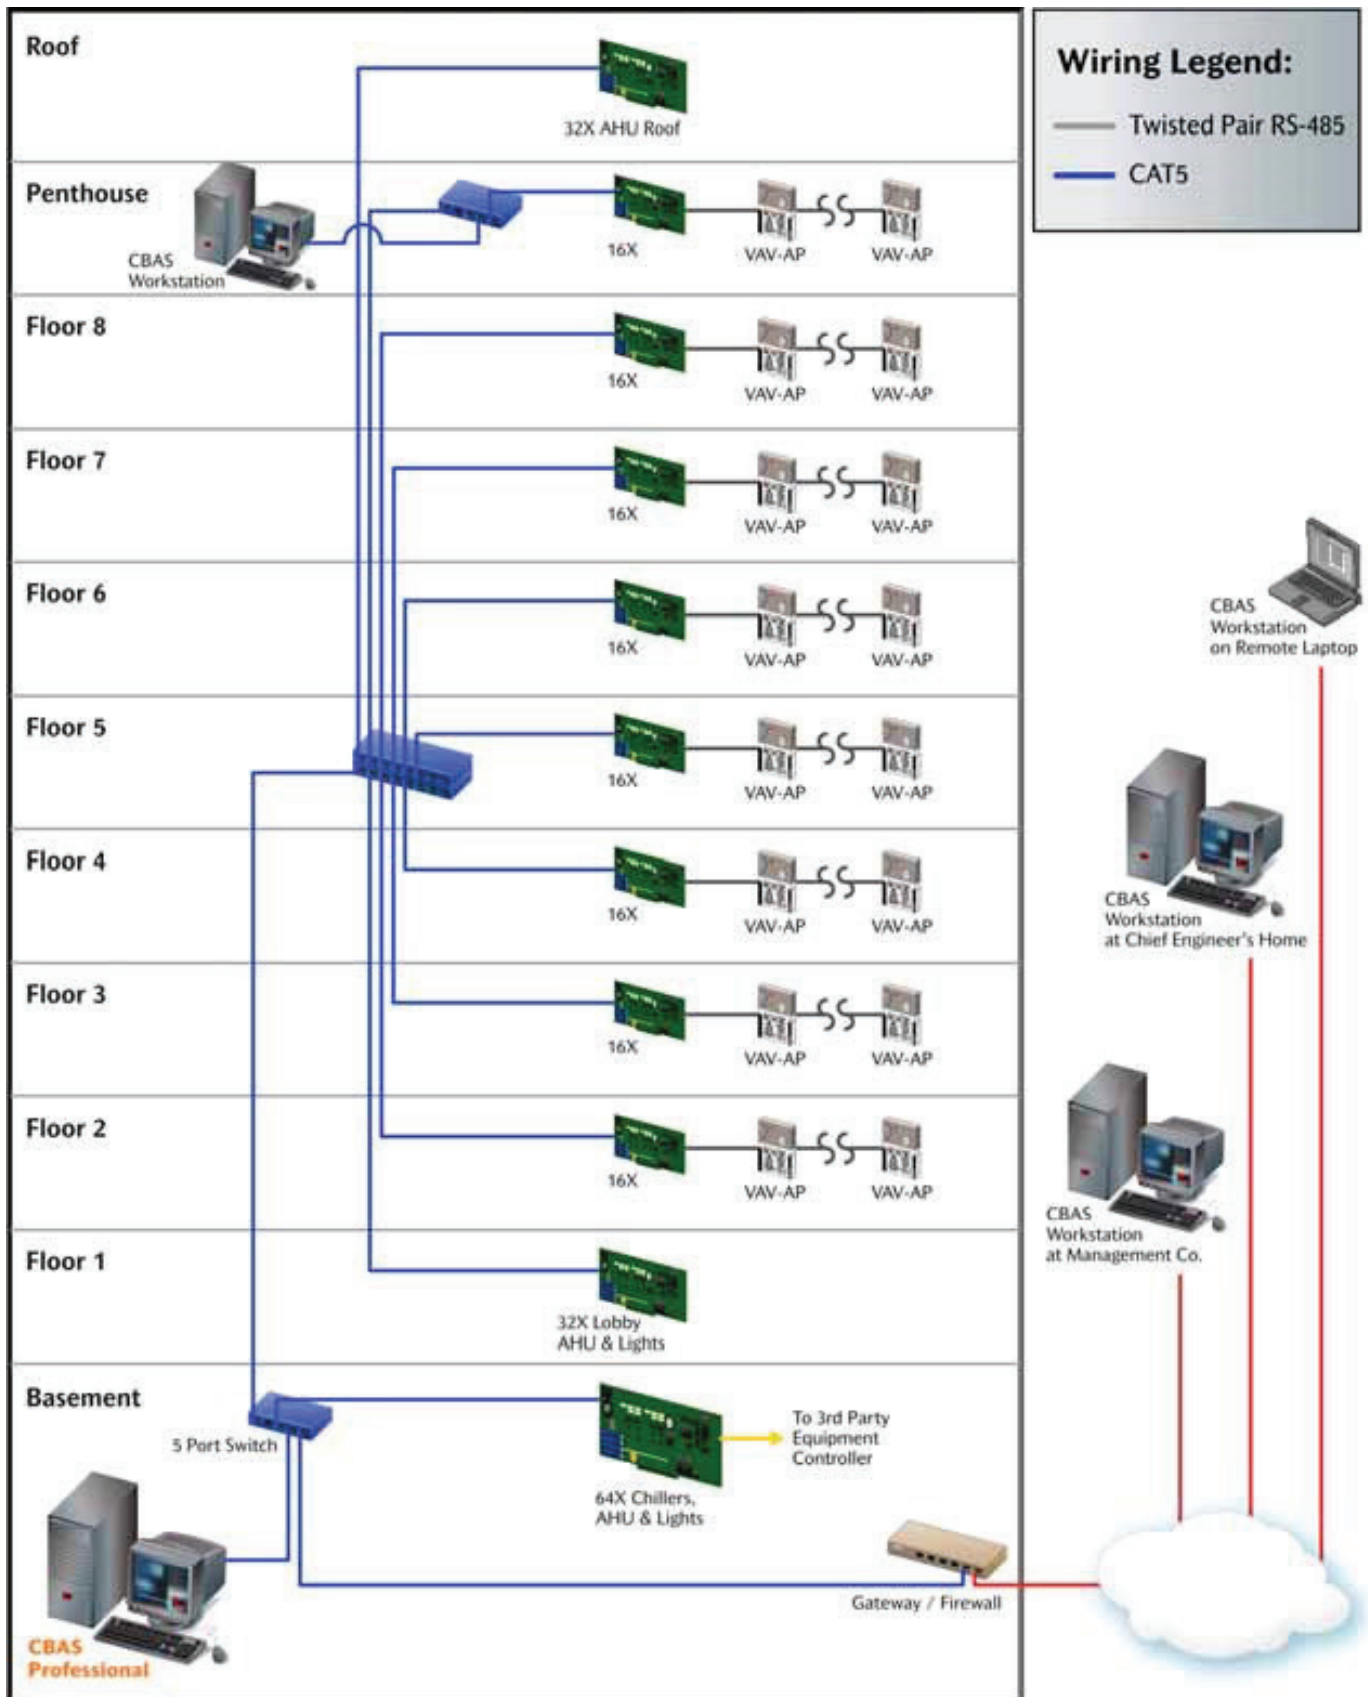 Roof
32X AHU Roof
Wiring Legend:
Twisted Pair RS-485
CAT5
Penthouse
CBAS
Workstation
16X
VAV-AP
VAV-AP
Floor 8
16X
VAV-AP
VAV-AP
Floor 7
16X
VAV-AP
VAV-AP
Floor 6
16X
VAV-AP
VAV-AP
CBAS
Workstation
on Remote Laptop
Floor 5
16X
VAV-AP
VAV-AP
Floor 4
16X
VAV-AP
VAV-AP
CBAS
Workstation
at Chief Engineer's Home
Floor 3
16X
VAV-AP
VAV-AP
Floor 2
16X
VAV-AP
VAV-AP
CBAS
Workstation
at Management Co.
Floor 1
32X Lobby
AHU & Lights
Basement
5 Port Switch
To 3rd Party
Equipment
Controller
64X Chillers,
AHU & Lights
Gateway / Firewall
CBAS
Professional